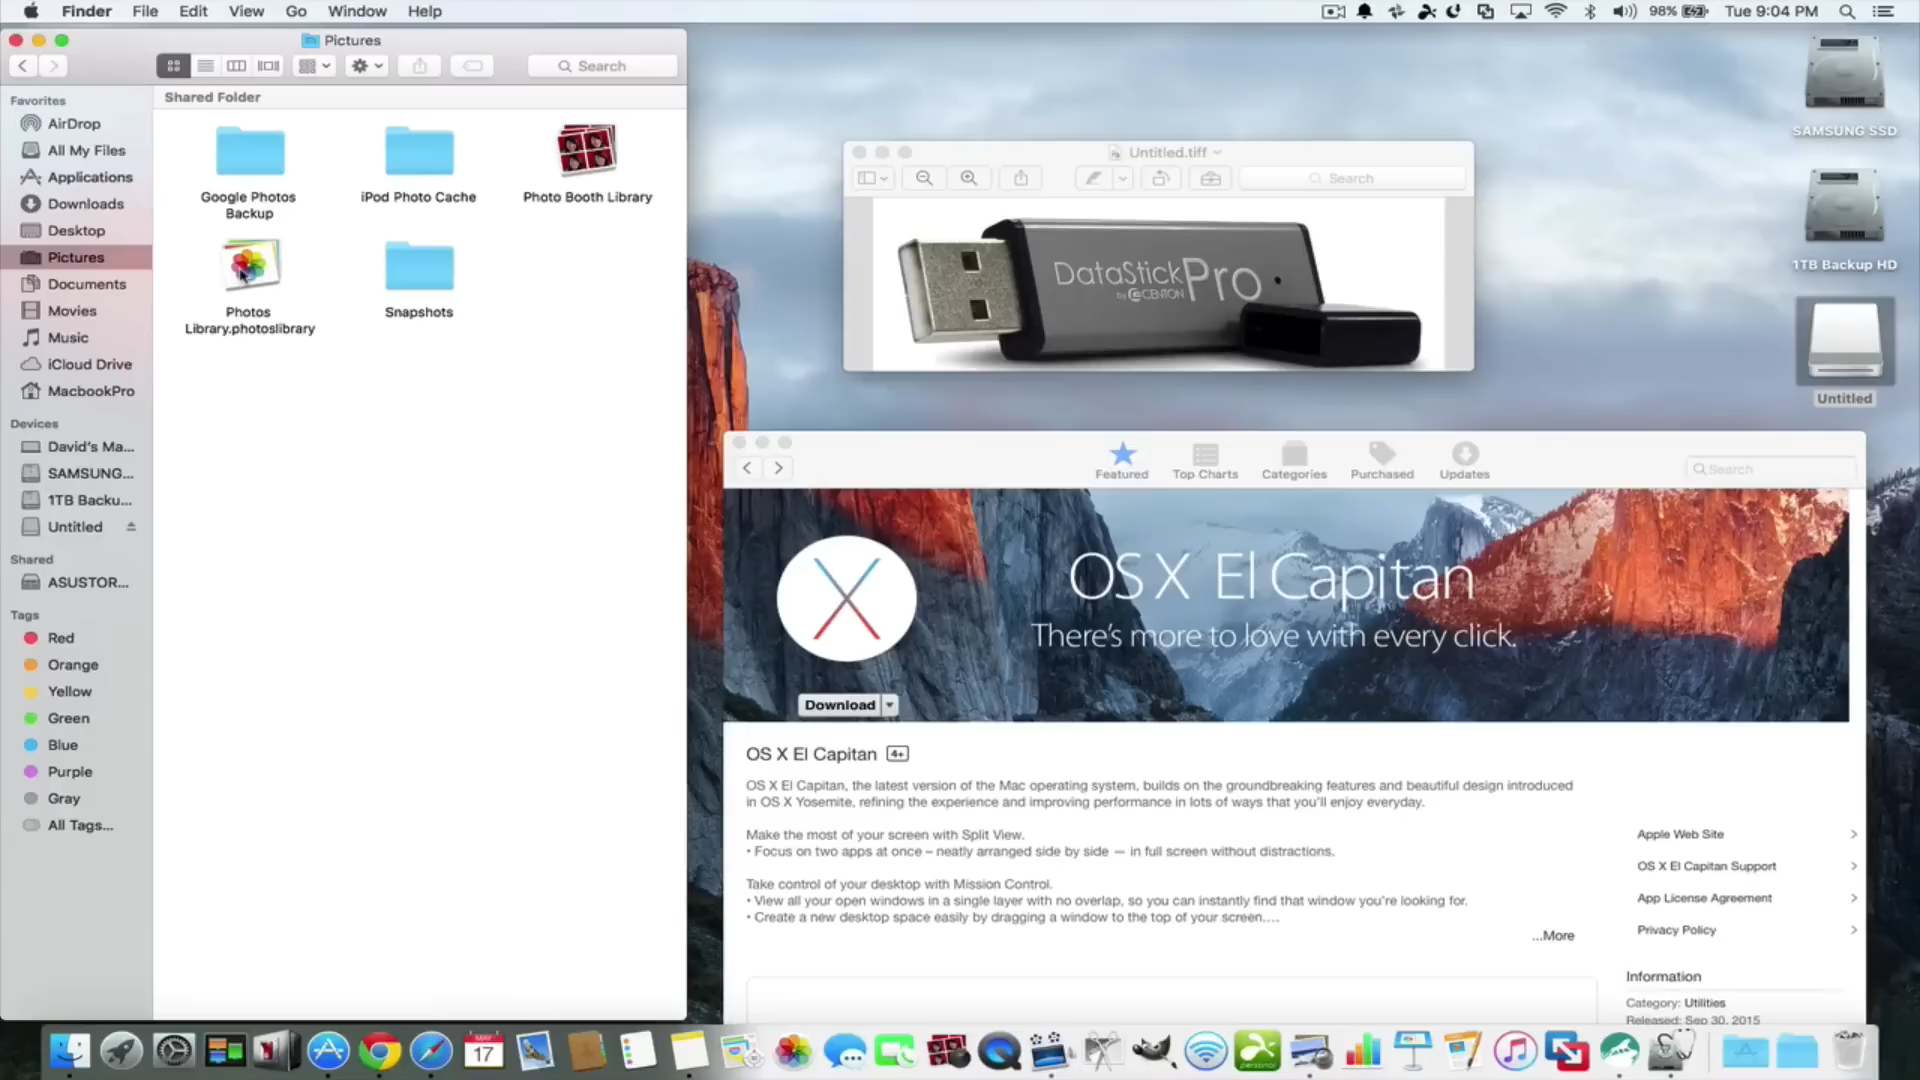 Finder File Edit View Go Window Help
98% Tue 9:04 PM
Pictures
Search
Favorites
AirDrop
All My Files
Applications
Downloads
Desktop
Pictures
Documents
Movies
Music
iCloud Drive
MacbookPro
Devices
David's Ma...
SAMSUNG...
1TB Backu...
Untitled
Shared
ASUSTOR...
Tags
Red
Orange
Yellow
Green
Blue
Purple
Gray
All Tags...
Shared Folder
Google Photos
Backup
iPod Photo Cache
Photo Booth Library
Photos
Library.photoslibrary
Snapshots
Untitled.tiff
Search
DataStick Pro
by CENTON
SAMSUNG SSD
1TB Backup HD
Untitled
Featured Top Charts Categories Purchased Updates
Search
OS X El Capitan
There's more to love with every click.
Download
OS X El Capitan 4+
OS X El Capitan, the latest version of the Mac operating system, builds on the groundbreaking features and beautiful design introduced
in OS X Yosemite, refining the experience and improving performance in lots of ways that you'll enjoy everyday.
Make the most of your screen with Split View.
• Focus on two apps at once – neatly arranged side by side — in full screen without distractions.
Take control of your desktop with Mission Control.
• View all your open windows in a single layer with no overlap, so you can instantly find that window you're looking for.
• Create a new desktop space easily by dragging a window to the top of your screen....
...More
Apple Web Site
OS X El Capitan Support
App License Agreement
Privacy Policy
Information
Category: Utilities
Released: Sep 30, 2015
MAY
17
personal